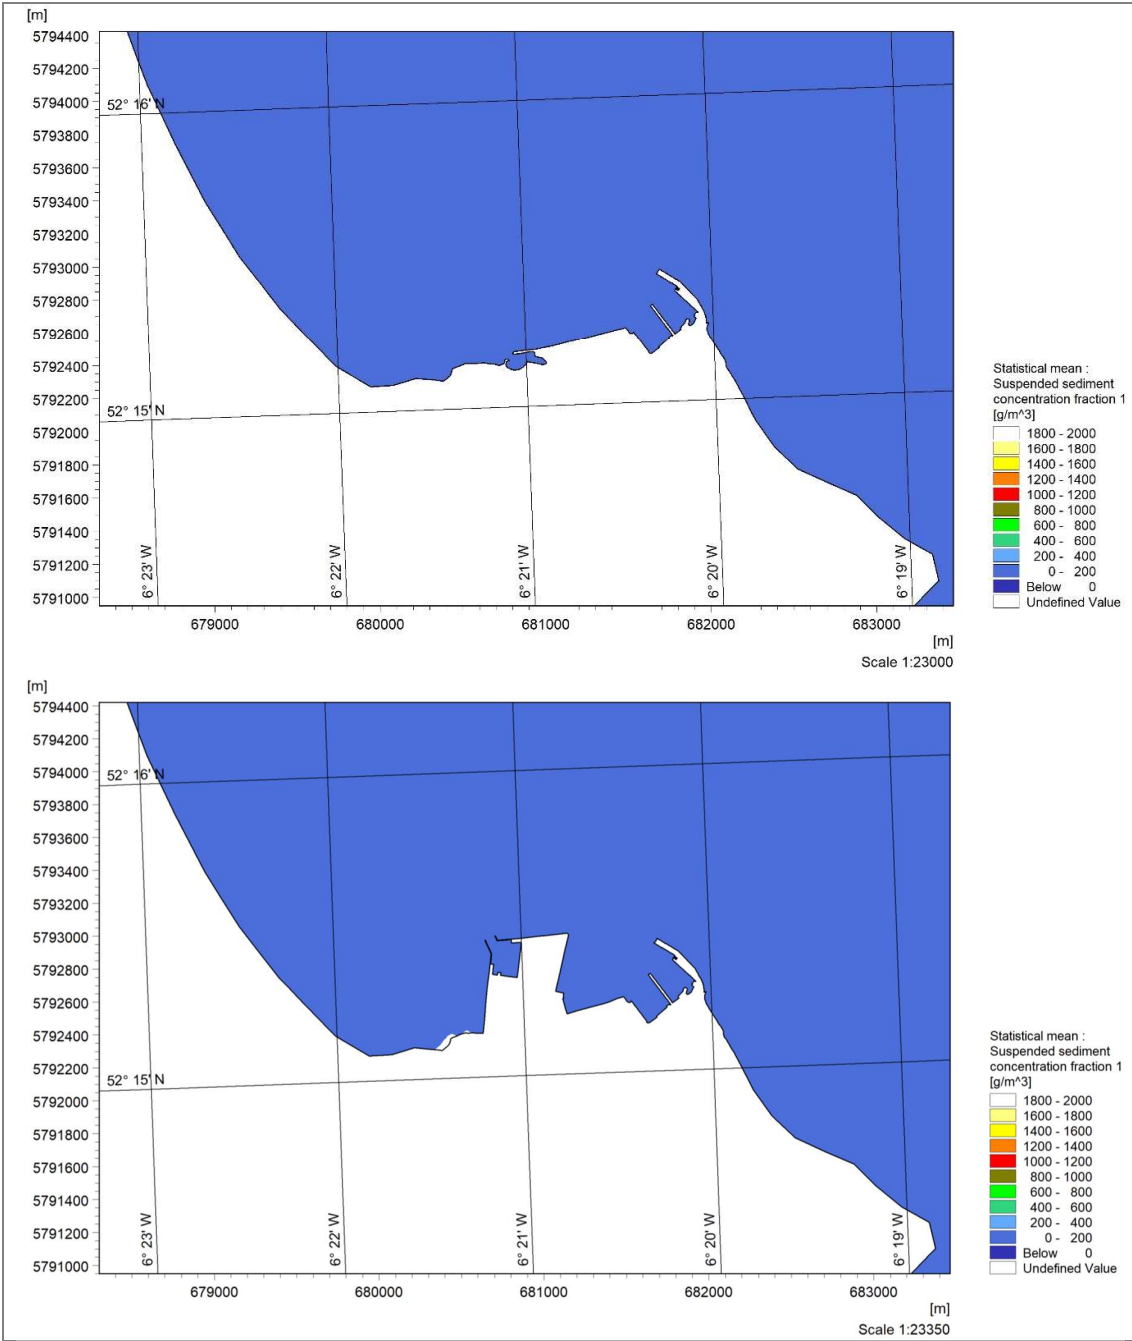 [m]
5794400
5794200
5794000
5793800
5793600
5793400
5793200
5793000
5792800
5792600
5792400
5792200
5792000
5791800
5791600
5791400
5791200
5791000
52° 16' N
52° 15' N
6° 23' W
6° 22' W
6° 21' W
6° 20' W
6° 19' W
679000 680000 681000 682000 683000
[m]
Scale 1:23000
Statistical mean :
Suspended sediment
concentration fraction 1
[g/m^3]
1800 - 2000
1600 - 1800
1400 - 1600
1200 - 1400
1000 - 1200
800 - 1000
600 - 800
400 - 600
200 - 400
0 - 200
Below 0
Undefined Value
[m]
5794400
5794200
5794000
5793800
5793600
5793400
5793200
5793000
5792800
5792600
5792400
5792200
5792000
5791800
5791600
5791400
5791200
5791000
52° 16' N
52° 15' N
6° 23' W
6° 22' W
6° 21' W
6° 20' W
6° 19' W
679000 680000 681000 682000 683000
[m]
Scale 1:23350
Statistical mean :
Suspended sediment
concentration fraction 1
[g/m^3]
1800 - 2000
1600 - 1800
1400 - 1600
1200 - 1400
1000 - 1200
800 - 1000
600 - 800
400 - 600
200 - 400
0 - 200
Below 0
Undefined Value